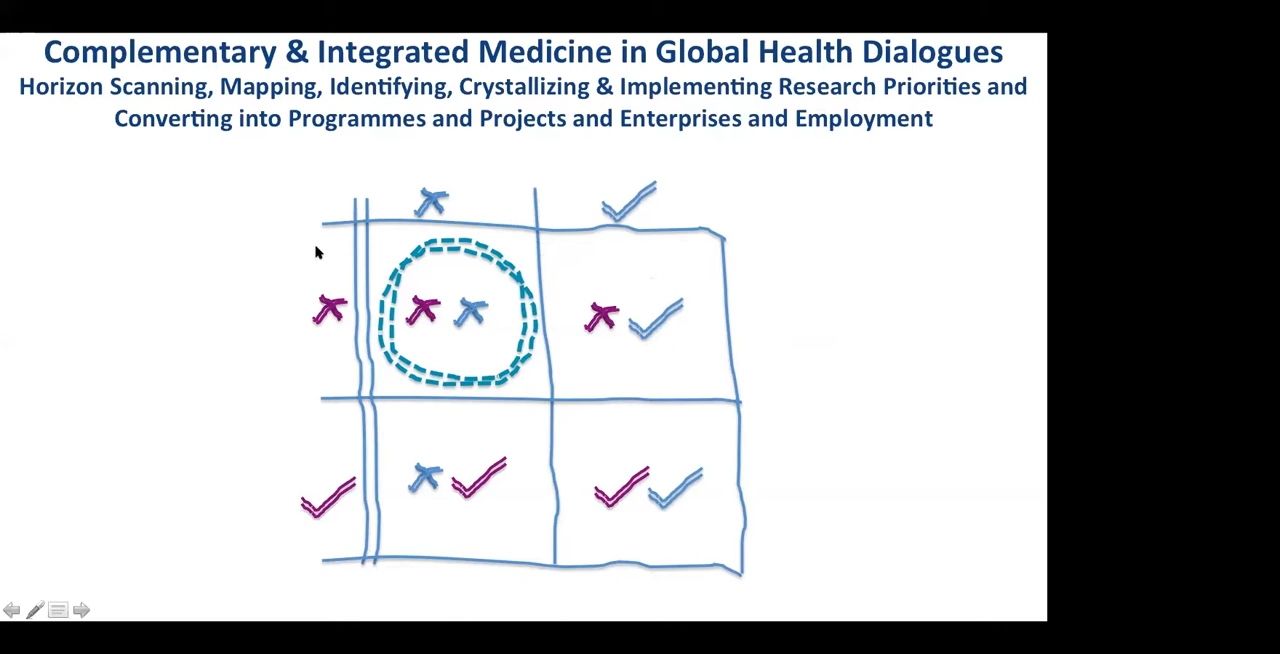 Complementary & Integrated Medicine in Global Health Dialogues
Horizon Scanning, Mapping, Identifying, Crystallizing & Implementing Research Priorities and
Converting into Programmes and Projects and Enterprises and Employment